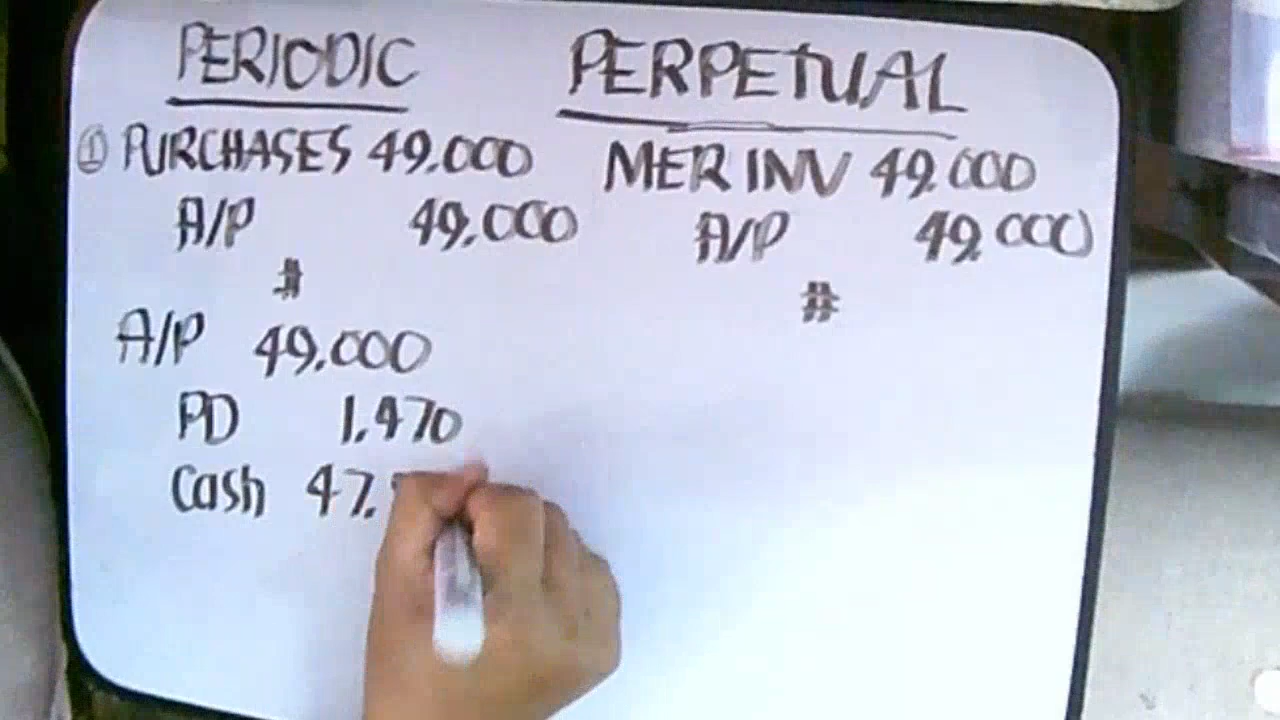 PERIODIC
① PURCHASES 49.000
A/P 49.000
#
A/P 49.000
PD 1.470
Cash 47.
PERPETUAL
MER INV 49.000
A/P 49.000
#